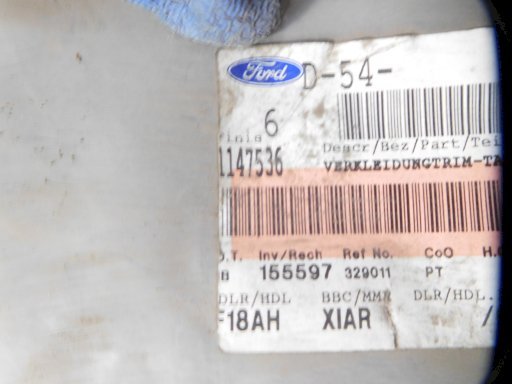 Ford D-54-
6
inis
1147536 Descr/Bez/Part/Tei
VERKLEIDUNGTRIM-TA
.T. Inv/Rech Ref No. CoO H.
B 155597 329011 PT
DLR/HDL BBC/MMR DLR/HDL.
F18AH XIAR /